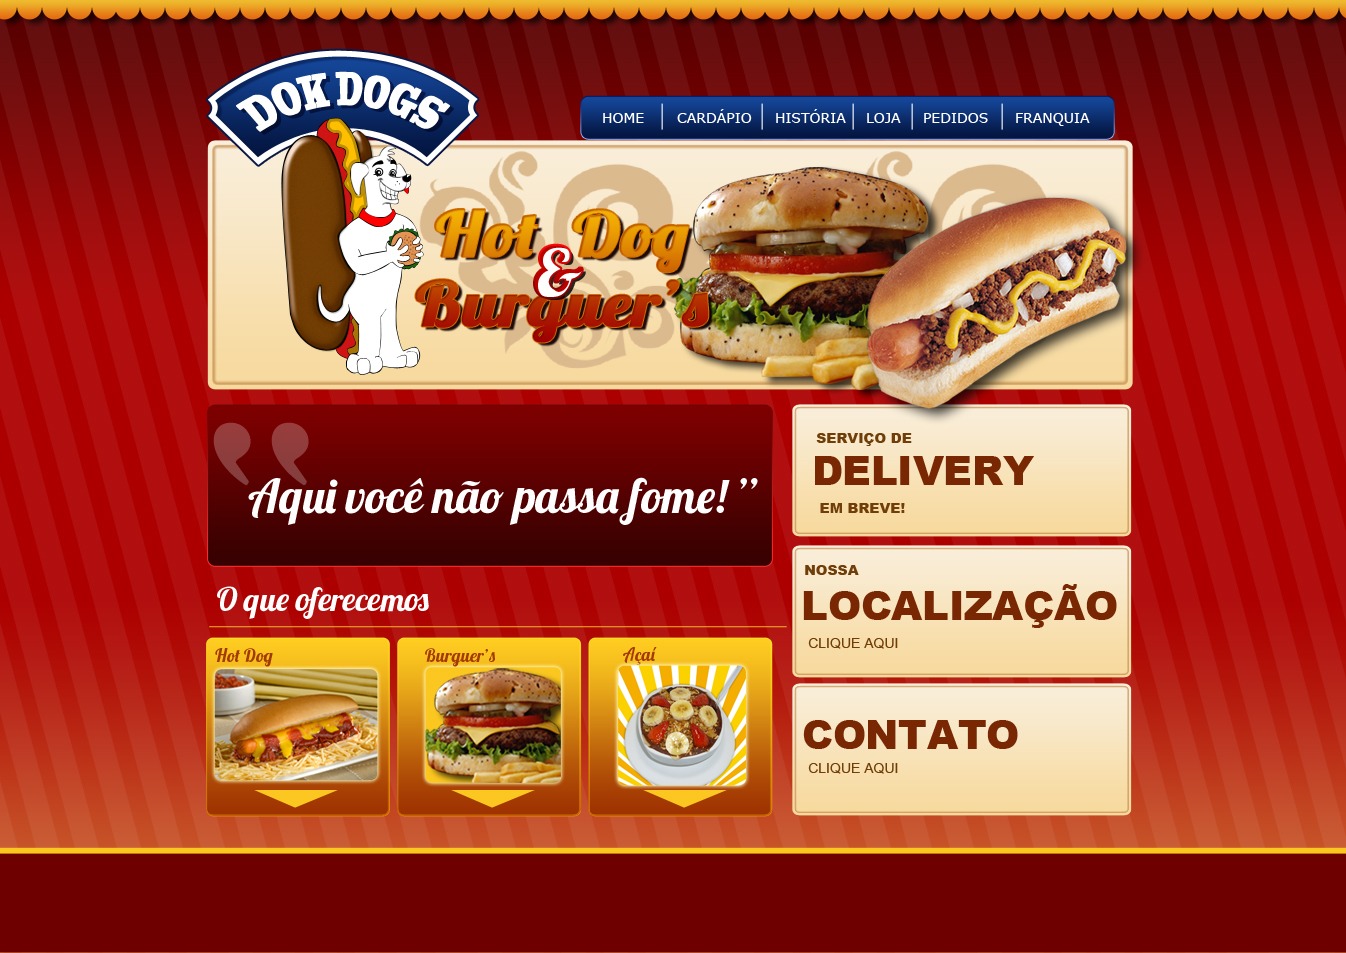 DOK DOGS
HOME
CARDÁPIO
HISTÓRIA
LOJA
PEDIDOS
FRANQUIA
Hot Dog
&
Burguer's
" Aqui você não passa fome! ”
SERVIÇO DE
DELIVERY
EM BREVE!
NOSSA
LOCALIZAÇÃO
CLIQUE AQUI
CONTATO
CLIQUE AQUI
O que oferecemos
Hot Dog
Burguer's
Açaí